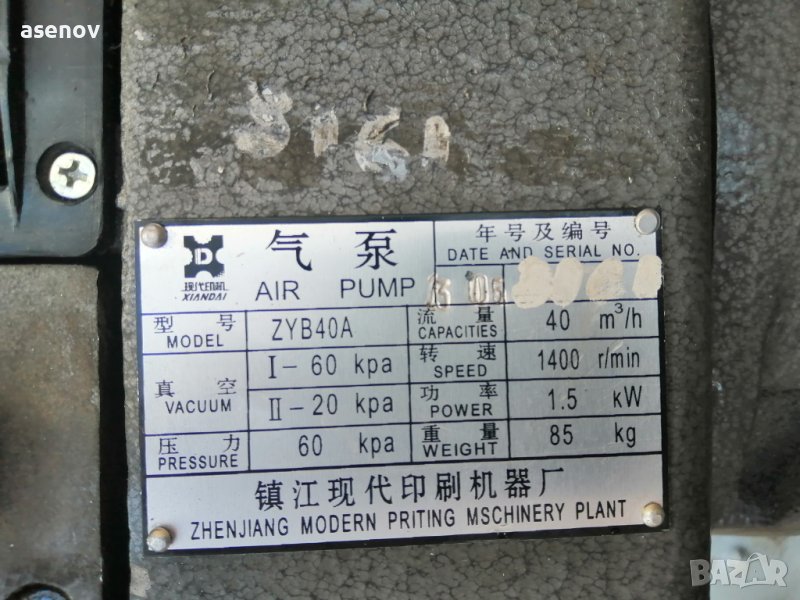 asenov
D
现代印机
XIANDAI
气 泵
AIR PUMP
年号及编号
DATE AND SERIAL NO.
型 号
MODEL
ZYB40A
流 量
CAPACITIES
40 m³/h
真 空
VACUUM
I - 60 kpa
转 速
SPEED
1400 r/min
II - 20 kpa
功 率
POWER
1.5 KW
压 力
PRESSURE
60 kpa
重 量
WEIGHT
85 kg
镇江现代印刷机器厂
ZHENJIANG MODERN PRITING MSCHINERY PLANT
BAZAR